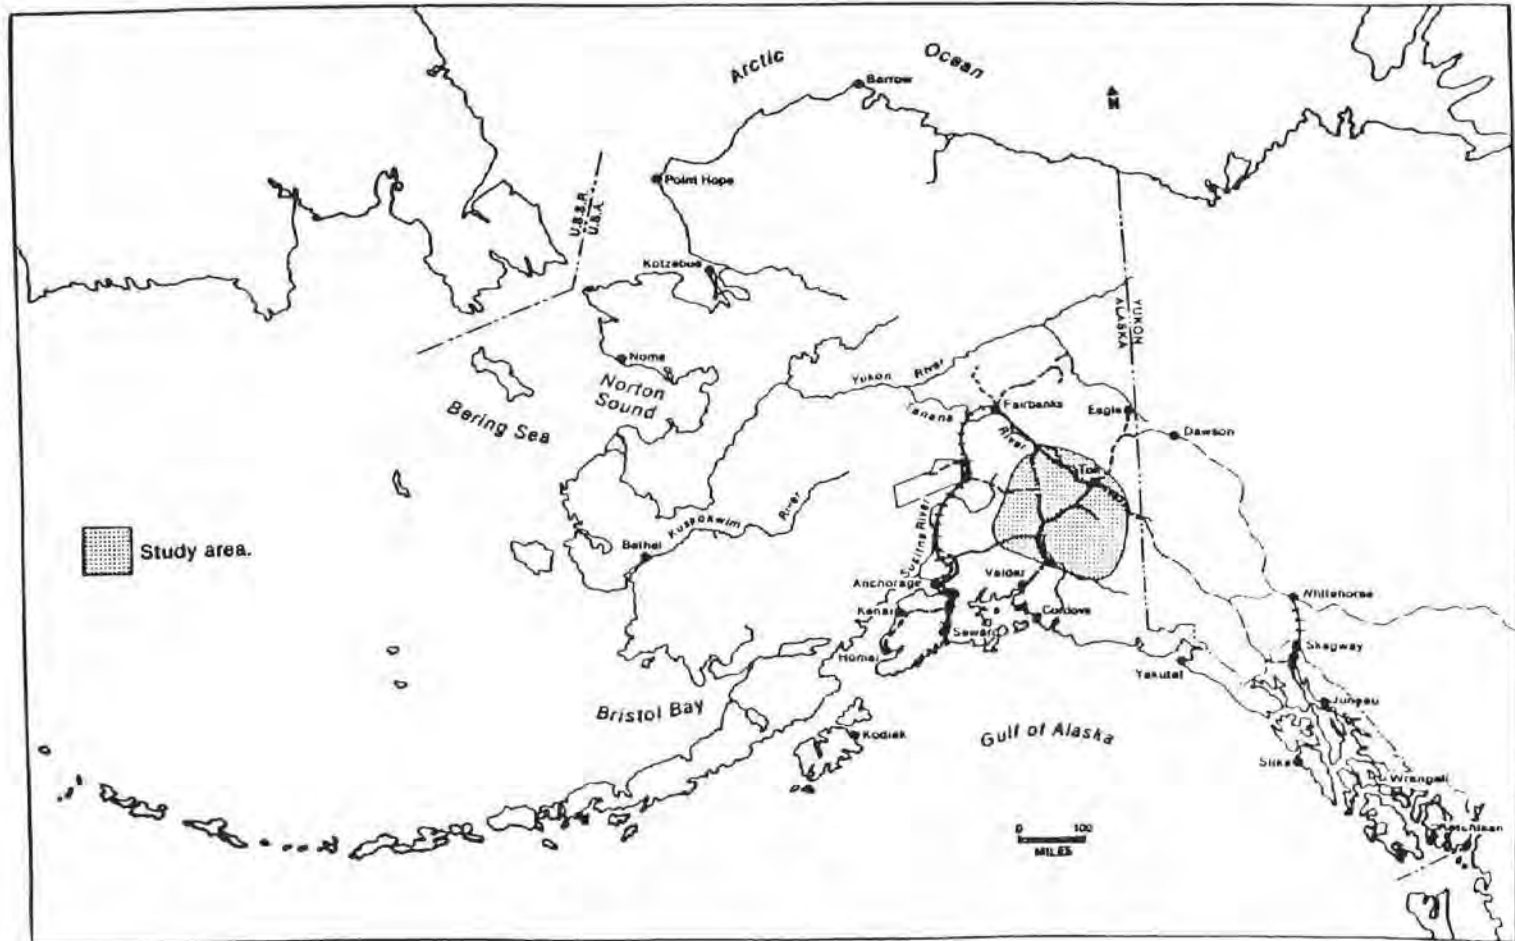 Arctic Ocean
Barrow
N
Point Hope
U.S.S.R.
U.S.A.
Kotzebue
YUKON
ALASKA
Nome
Norton
Sound
Bering Sea
Yukon River
Tanana
River
Fairbanks
Eagle
Dawson
Tok
River
Kuskokwim River
Bethel
Susitna River
Study area.
Anchorage
Valdez
Kenai
Cordova
Seward
Homer
Whitehorse
Skagway
Yakutat
Juneau
Bristol Bay
Kodiak
Gulf of Alaska
Sitka
Wrangell
Ketchikan
0 100
MILES